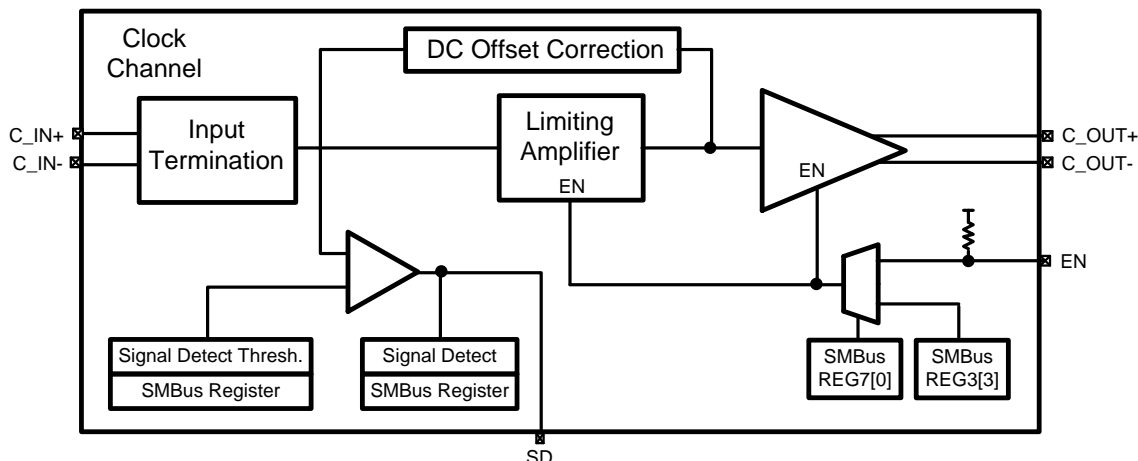 Clock
Channel
DC Offset Correction
C_IN+
C_IN-
Input
Termination
Limiting
Amplifier
EN
EN
C_OUT+
C_OUT-
EN
Signal Detect Thresh.
SMBus Register
Signal Detect
SMBus Register
SMBus
REG7[0]
SMBus
REG3[3]
SD